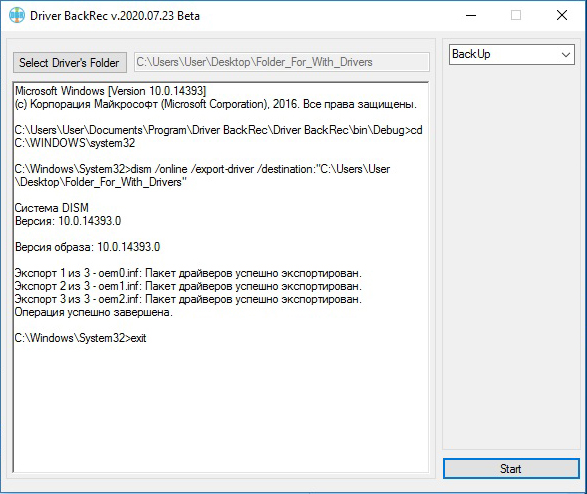 Driver BackRec v.2020.07.23 Beta
Select Driver's Folder
C:\Users\User\Desktop\Folder_For_With_Drivers
BackUp
Microsoft Windows [Version 10.0.14393]
(c) Корпорация Майкрософт (Microsoft Corporation), 2016. Все права защищены.
C:\Users\User\Documents\Program\Driver BackRec\Driver BackRec\bin\Debug>cd
C:\WINDOWS\system32
C:\Windows\System32>dism /online /export-driver /destination:"C:\Users\User
\Desktop\Folder_For_With_Drivers"
Cистема DISM
Версия: 10.0.14393.0
Версия образа: 10.0.14393.0
Экспорт 1 из 3 - oem0.inf: Пакет драйверов успешно экспортирован.
Экспорт 2 из 3 - oem1.inf: Пакет драйверов успешно экспортирован.
Экспорт 3 из 3 - oem2.inf: Пакет драйверов успешно экспортирован.
Операция успешно завершена.
C:\Windows\System32>exit
Start